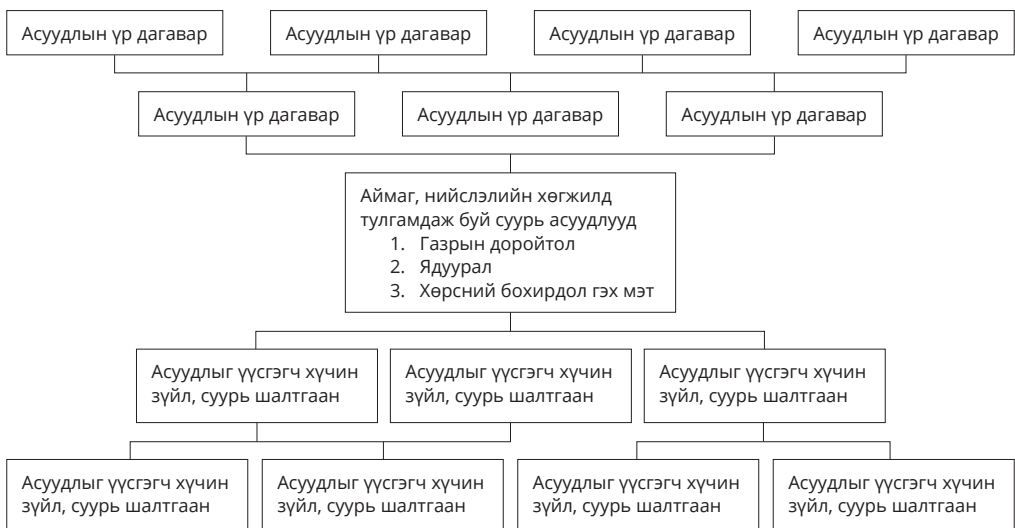 Асуудлын үр дагавар
Асуудлын үр дагавар
Асуудлын үр дагавар
Асуудлын үр дагавар
Асуудлын үр дагавар
Асуудлын үр дагавар
Асуудлын үр дагавар
Аймаг, нийслэлийн хөгжилд
тулгамдаж буй суурь асуудлууд
1. Газрын доройтол
2. Ядуурал
3. Хөрсний бохирдол гэх мэт
Асуудлыг үүсгэгч хүчин
зүйл, суурь шалтгаан
Асуудлыг үүсгэгч хүчин
зүйл, суурь шалтгаан
Асуудлыг үүсгэгч хүчин
зүйл, суурь шалтгаан
Асуудлыг үүсгэгч хүчин
зүйл, суурь шалтгаан
Асуудлыг үүсгэгч хүчин
зүйл, суурь шалтгаан
Асуудлыг үүсгэгч хүчин
зүйл, суурь шалтгаан
Асуудлыг үүсгэгч хүчин
зүйл, суурь шалтгаан